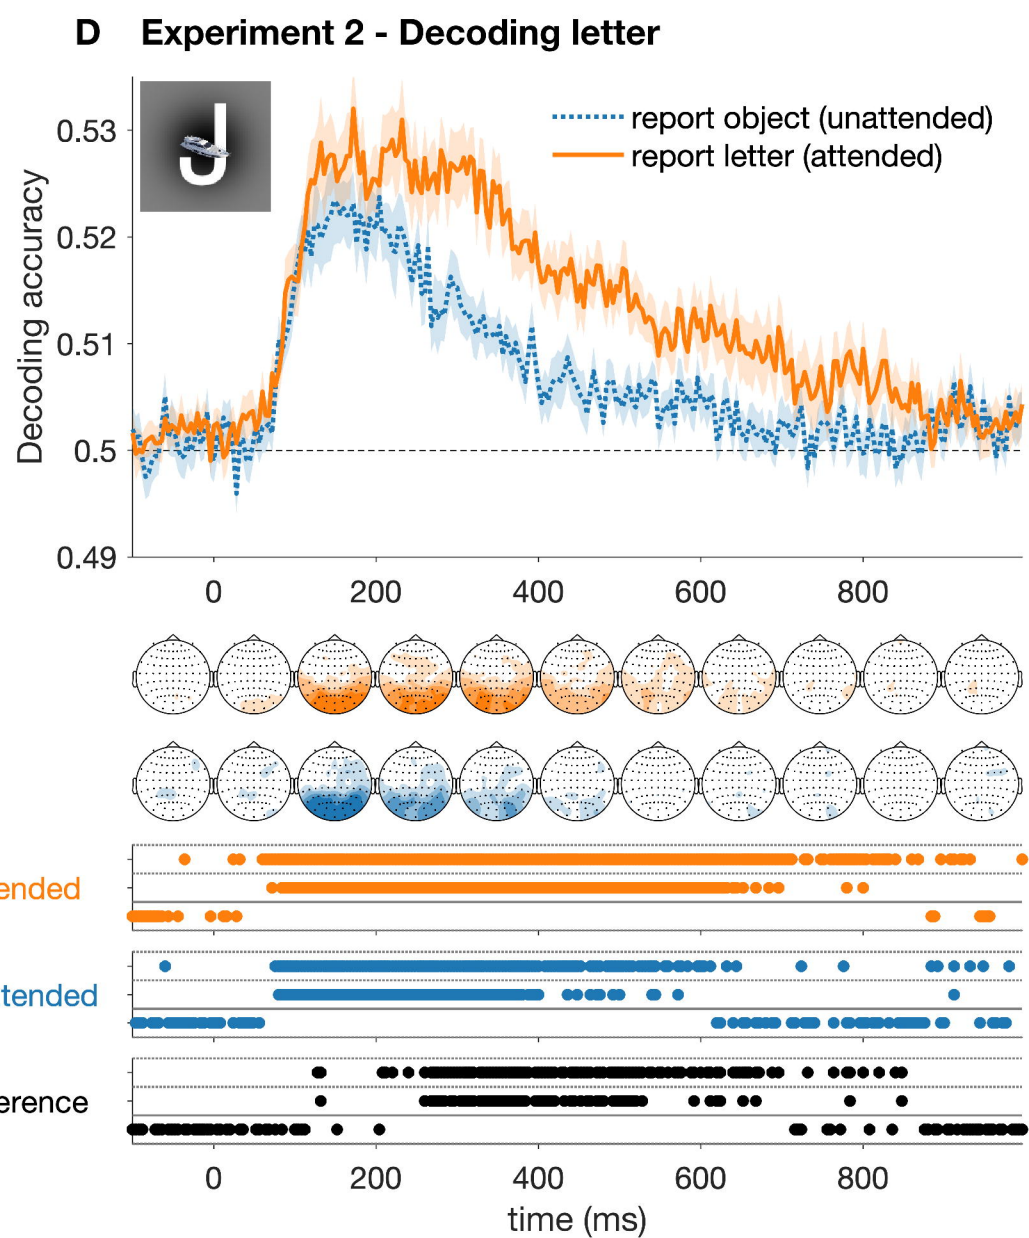 D Experiment 2 - Decoding letter
J
report object (unattended)
report letter (attended)
Decoding accuracy
0.53
0.52
0.51
0.5
0.49
0 200 400 600 800
ended
tended
erence
0 200 400 600 800
time (ms)